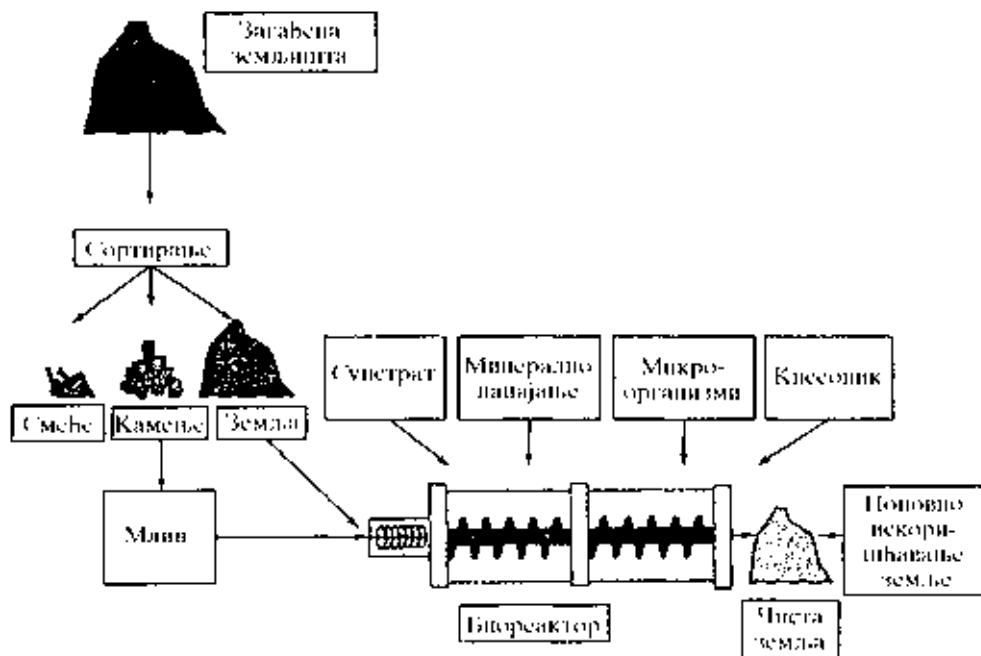 Загађена
земљишта
Сортирање
Смеће
Камење
Земља
Супстрат
Минерално
напајање
Микро-
организми
Кисеоник
Млин
Биореактор
Чиста
земља
Поновно
искори-
шћавање
земље